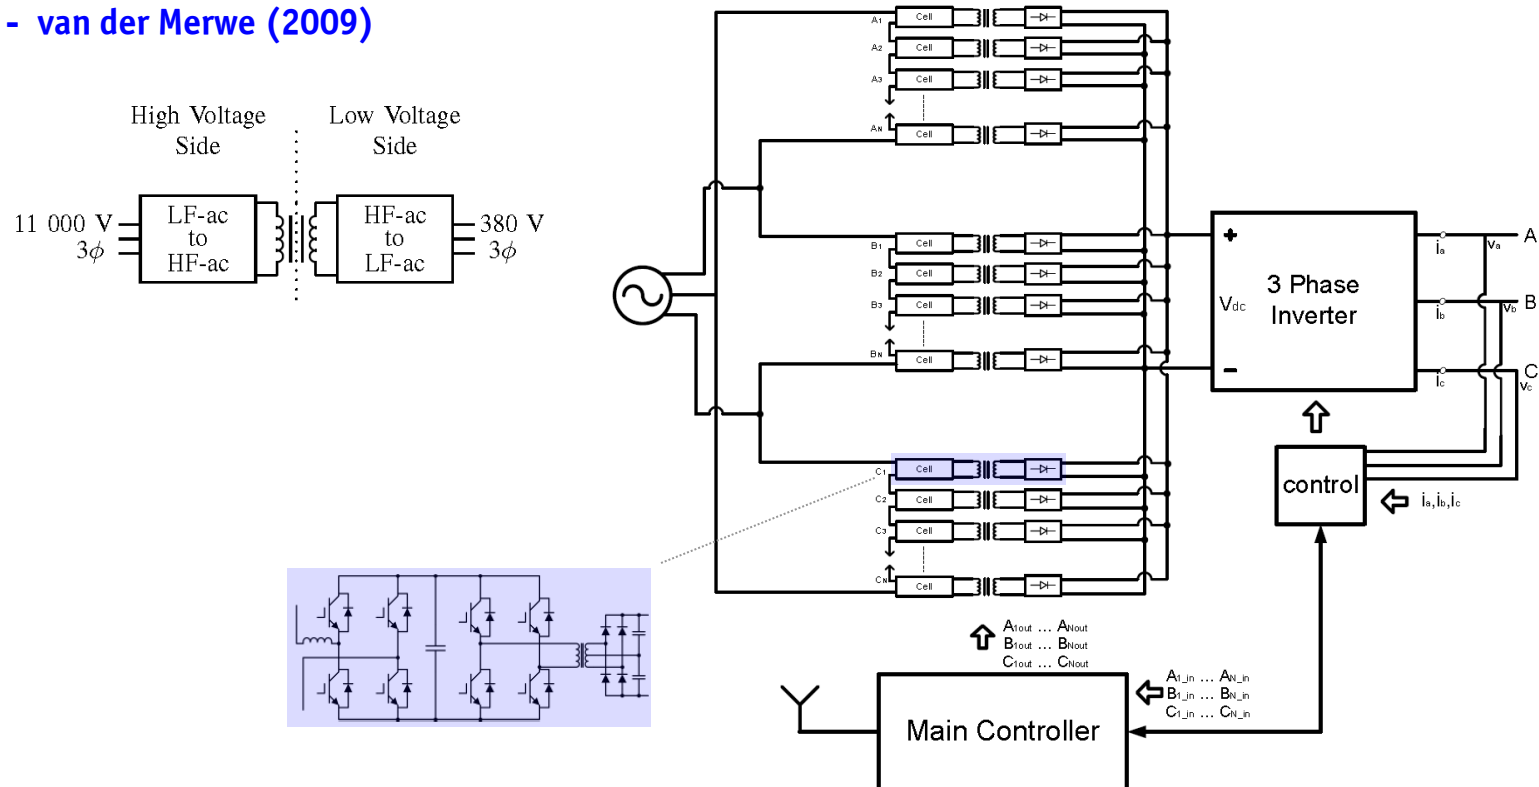 - van der Merwe (2009)
High Voltage
Side
Low Voltage
Side
11 000 V
3ϕ
LF-ac
to
HF-ac
HF-ac
to
LF-ac
380 V
3ϕ
A1
Cell
A2
Cell
A3
Cell
AN
Cell
B1
Cell
B2
Cell
B3
Cell
BN
Cell
C1
Cell
C2
Cell
C3
Cell
CN
Cell
+
3 Phase
Inverter
Vdc
-
ia
va
A
ib
vb
B
ic
vc
C
control
ia,ib,ic
A1out ... ANout
B1out ... BNout
C1out ... CNout
A1_in ... AN_in
B1_in ... BN_in
C1_in ... CN_in
Main Controller